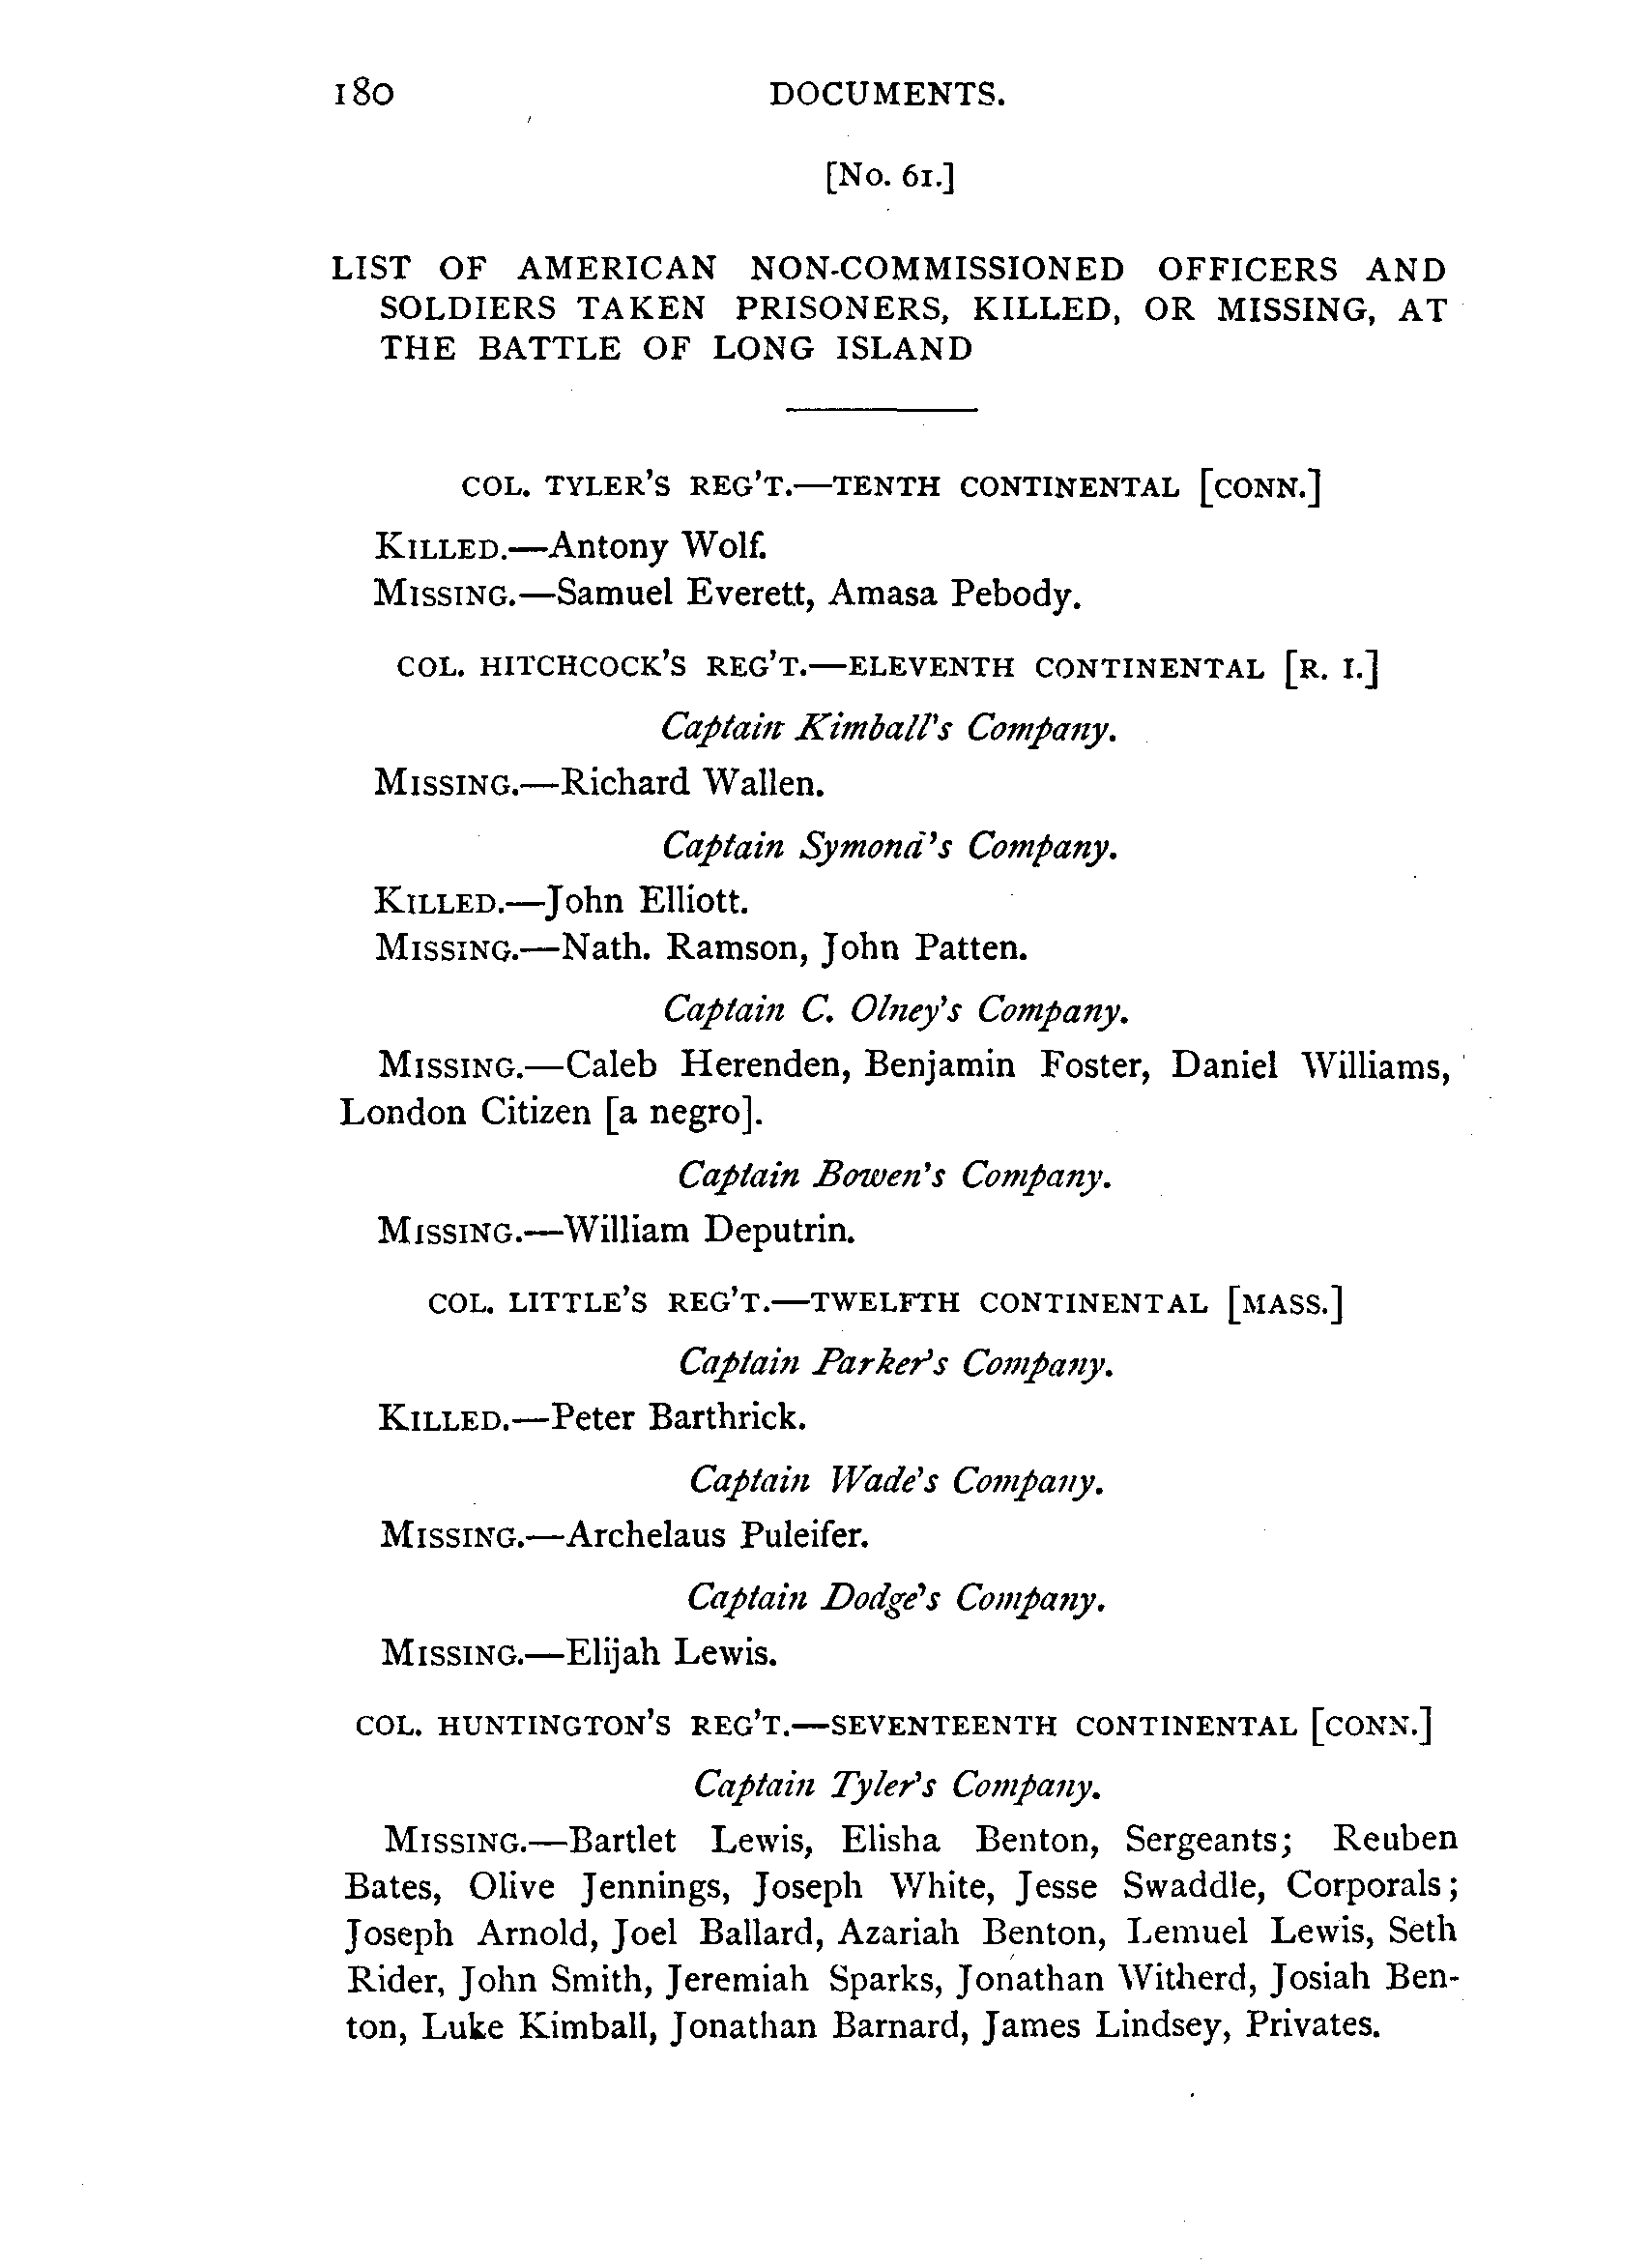 180 DOCUMENTS.
[No. 61.]
LIST OF AMERICAN NON-COMMISSIONED OFFICERS AND
SOLDIERS TAKEN PRISONERS, KILLED, OR MISSING, AT
THE BATTLE OF LONG ISLAND
COL. TYLER'S REG'T.—TENTH CONTINENTAL [CONN.]
KILLED.—Antony Wolf.
MISSING.—Samuel Everett, Amasa Pebody.
COL. HITCHCOCK'S REG'T.—ELEVENTH CONTINENTAL [R. I.]
Captain Kimball's Company.
MISSING.—Richard Wallen.
Captain Symond's Company.
KILLED.—John Elliott.
MISSING.—Nath. Ramson, John Patten.
Captain C. Olney's Company.
MISSING.—Caleb Herenden, Benjamin Foster, Daniel Williams,
London Citizen [a negro].
Captain Bowen's Company.
MISSING.—William Deputrin.
COL. LITTLE'S REG'T.—TWELFTH CONTINENTAL [MASS.]
Captain Parker's Company.
KILLED.—Peter Barthrick.
Captain Wade's Company.
MISSING.—Archelaus Puleifer.
Captain Dodge's Company.
MISSING.—Elijah Lewis.
COL. HUNTINGTON'S REG'T.—SEVENTEENTH CONTINENTAL [CONN.]
Captain Tyler's Company.
MISSING.—Bartlet Lewis, Elisha Benton, Sergeants; Reuben
Bates, Olive Jennings, Joseph White, Jesse Swaddle, Corporals;
Joseph Arnold, Joel Ballard, Azariah Benton, Lemuel Lewis, Seth
Rider, John Smith, Jeremiah Sparks, Jonathan Witherd, Josiah Ben-
ton, Luke Kimball, Jonathan Barnard, James Lindsey, Privates.